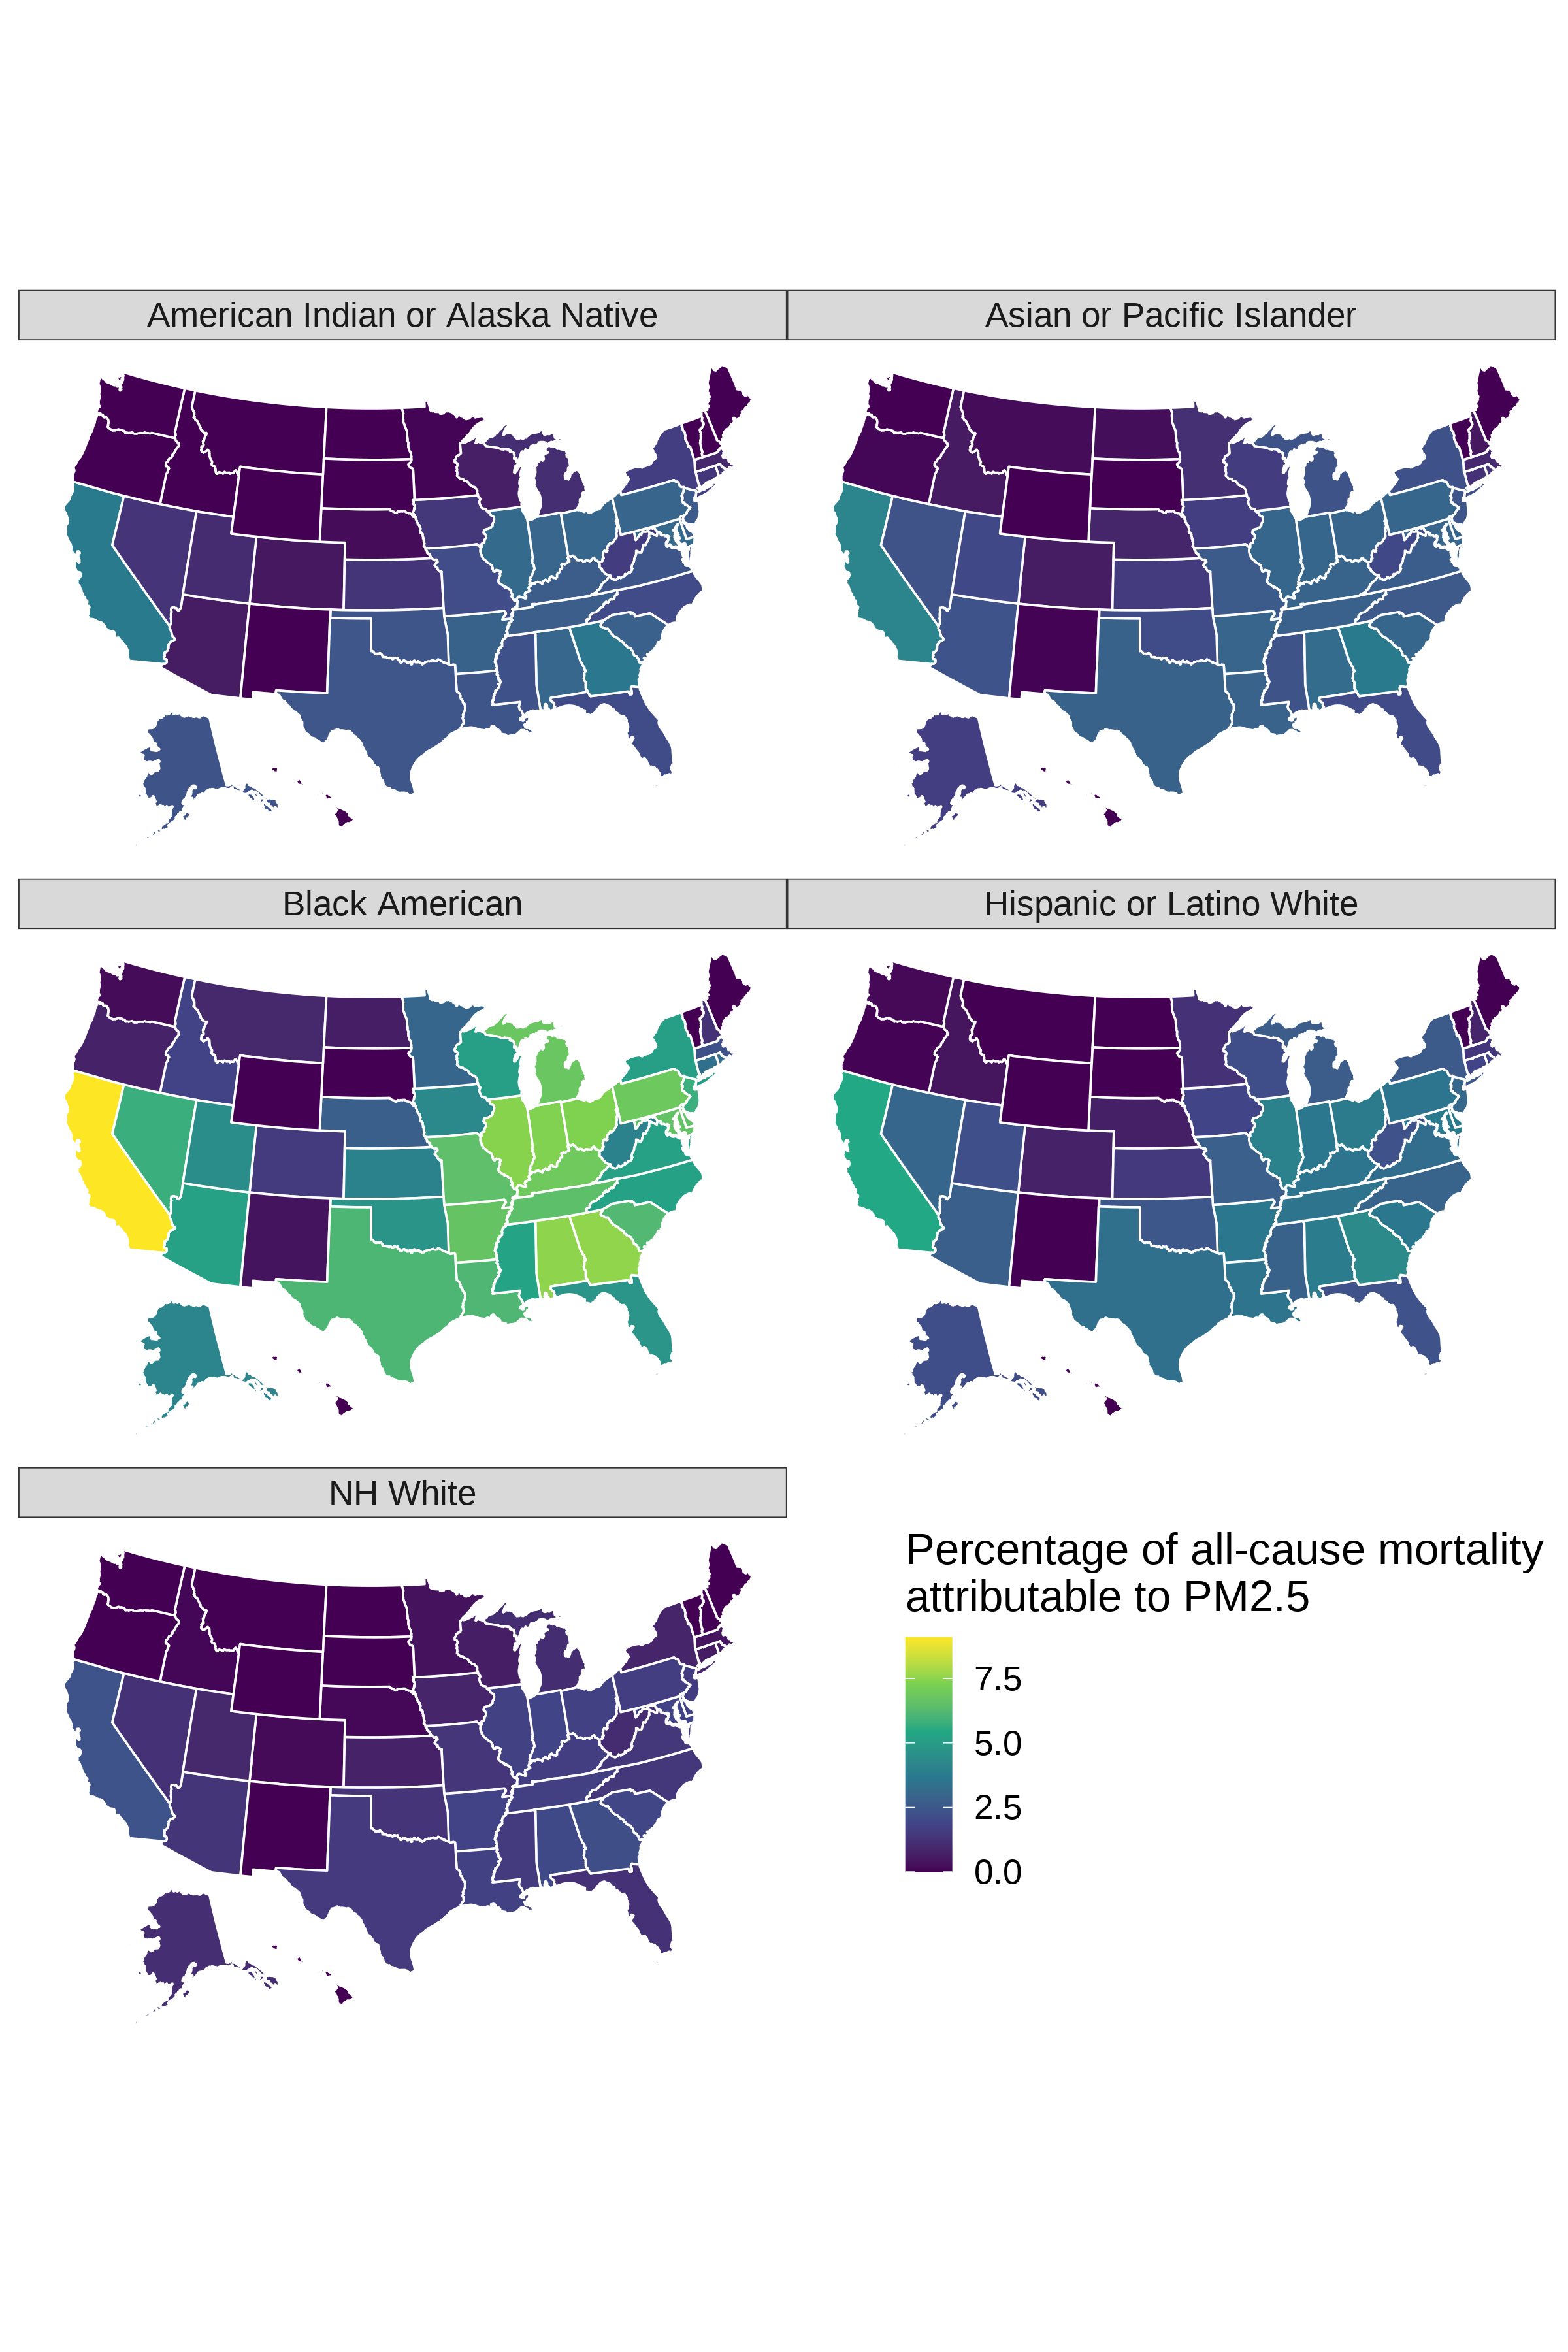 American Indian or Alaska Native
Asian or Pacific Islander
Black American
Hispanic or Latino White
NH White
Percentage of all-cause mortality
attributable to PM2.5
7.5
5.0
2.5
0.0